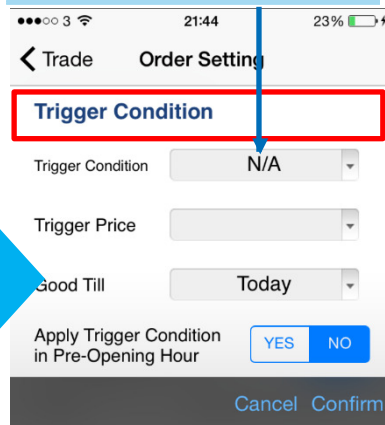 3 21:44 23%
Trade Order Setting
Trigger Condition
Trigger Condition N/A
Trigger Price
Good Till Today
Apply Trigger Condition
in Pre-Opening Hour YES NO
Cancel Confirm